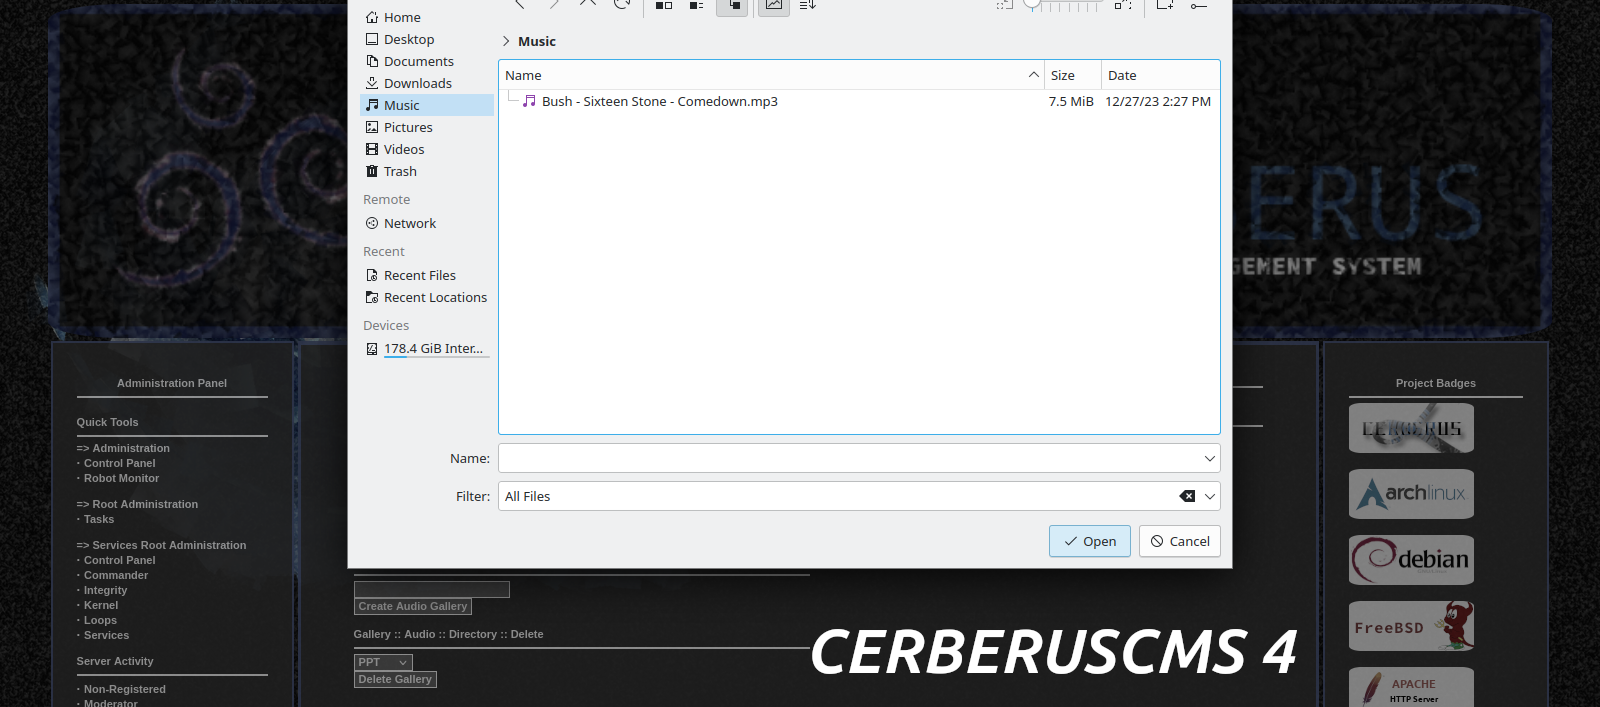 Home
Desktop
Documents
Downloads
Music
Pictures
Videos
Trash
Remote
Network
Recent
Recent Files
Recent Locations
Devices
178.4 GiB Inter...
Music
Name Size Date
Bush - Sixteen Stone - Comedown.mp3 7.5 MiB 12/27/23 2:27 PM
Name:
Filter: All Files
Open Cancel
ERUS
GEMENT SYSTEM
Administration Panel
Quick Tools
=> Administration
· Control Panel
· Robot Monitor
=> Root Administration
· Tasks
=> Services Root Administration
· Control Panel
· Commander
· Integrity
· Kernel
· Loops
· Services
Server Activity
· Non-Registered
· Moderator
Create Audio Gallery
Gallery :: Audio :: Directory :: Delete
PPT
Delete Gallery
CERBERUSCMS 4
Project Badges
CERBERUS
archlinux
debian
FreeBSD
APACHE
HTTP Server